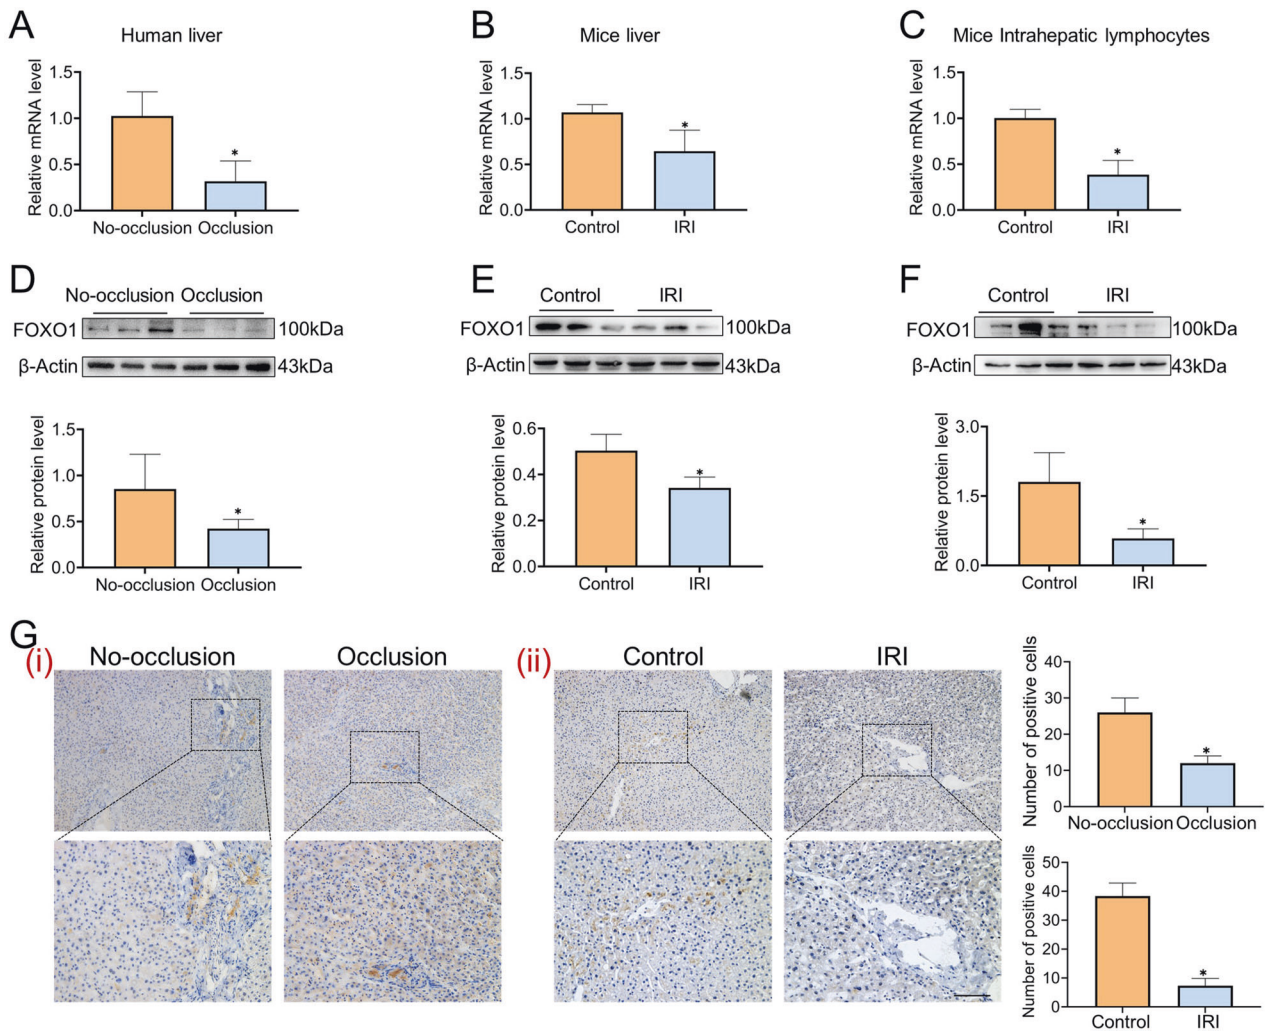 A
Human liver
Relative mRNA level
1.5
1.0
0.5
0.0
*
No-occlusion Occlusion
B
Mice liver
Relative mRNA level
1.5
1.0
0.5
0.0
*
Control IRI
C
Mice Intrahepatic lymphocytes
Relative mRNA level
1.5
1.0
0.5
0.0
*
Control IRI
D
No-occlusion Occlusion
FOXO1 100kDa
β-Actin 43kDa
Relative protein level
1.5
1.0
0.5
0.0
*
No-occlusion Occlusion
E
Control IRI
FOXO1 100kDa
β-Actin 43kDa
Relative protein level
0.6
0.4
0.2
0.0
*
Control IRI
F
Control IRI
FOXO1 100kDa
β-Actin 43kDa
Relative protein level
3.0
1.5
0.0
*
Control IRI
G
(i) No-occlusion Occlusion
(ii) Control IRI
Number of positive cells
40
30
20
10
0
*
No-occlusion Occlusion
Number of positive cells
50
40
30
20
10
0
*
Control IRI